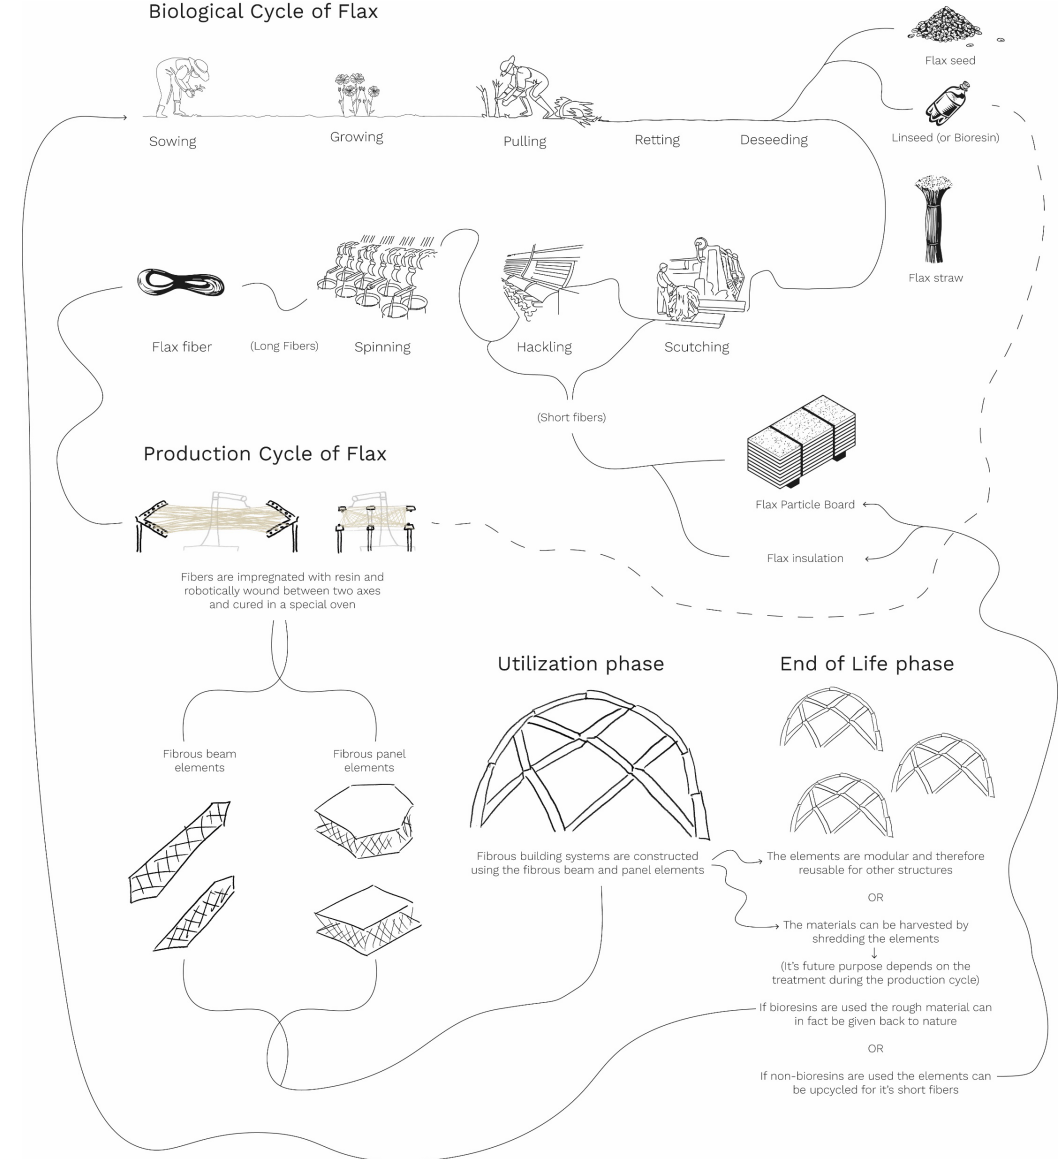 Biological Cycle of Flax
Flax seed
Linseed (or Bioresin)
Sowing
Growing
Pulling
Retting
Deseeding
Flax straw
Flax fiber
(Long Fibers)
Spinning
Hackling
Scutching
(Short fibers)
Production Cycle of Flax
Flax Particle Board
Flax insulation
Fibers are impregnated with resin and
robotically wound between two axes
and cured in a special oven
Fibrous beam
elements
Fibrous panel
elements
Utilization phase
Fibrous building systems are constructed
using the fibrous beam and panel elements
End of Life phase
The elements are modular and therefore
reusable for other structures
OR
The materials can be harvested by
shredding the elements
(It's future purpose depends on the
treatment during the production cycle)
If bioresins are used the rough material can
in fact be given back to nature
OR
If non-bioresins are used the elements can
be upcycled for it's short fibers